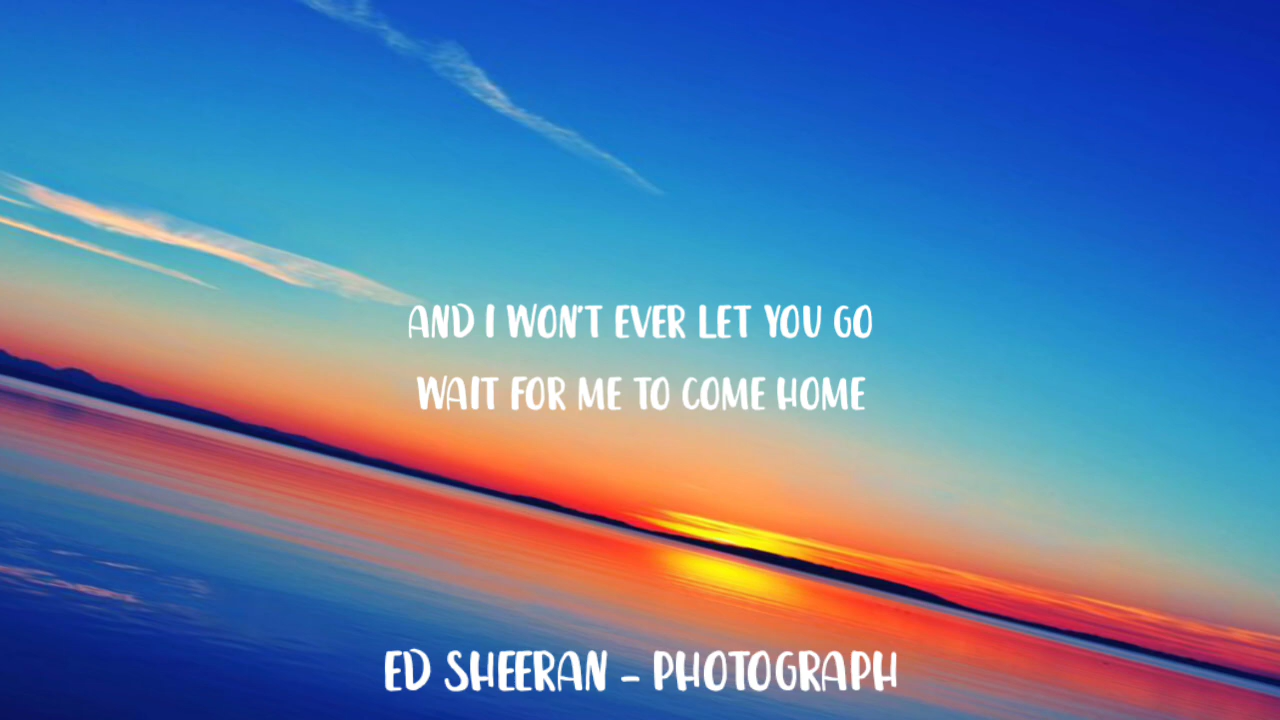 AND I WON'T EVER LET YOU GO
WAIT FOR ME TO COME HOME
ED SHEERAN - PHOTOGRAPH